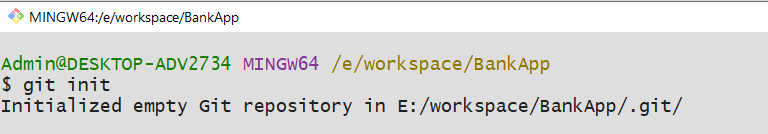 MINGW64:/e/workspace/BankApp
Admin@DESKTOP-ADV2734 MINGW64 /e/workspace/BankApp
$ git init
Initialized empty Git repository in E:/workspace/BankApp/.git/